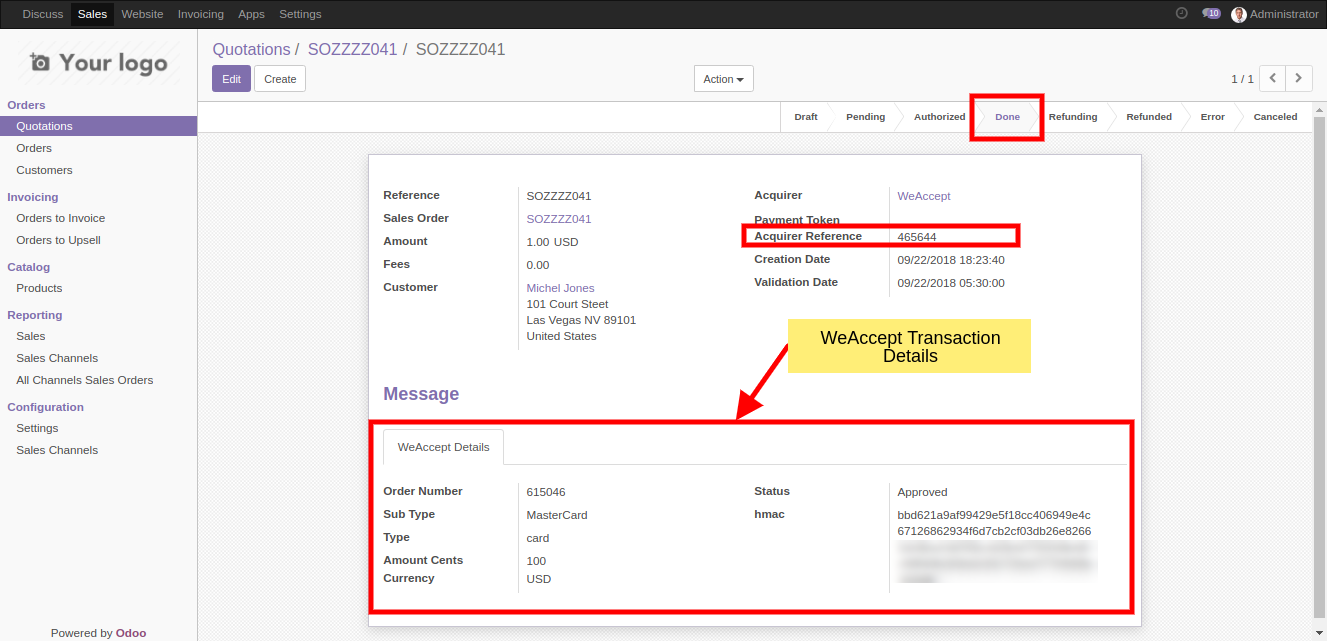 Discuss Sales Website Invoicing Apps Settings 10 Administrator
Your logo
Quotations / SOZZZZ041 / SOZZZZ041
Edit Create Action 1 / 1
Orders
Quotations
Orders
Customers
Invoicing
Orders to Invoice
Orders to Upsell
Catalog
Products
Reporting
Sales
Sales Channels
All Channels Sales Orders
Configuration
Settings
Sales Channels
Powered by Odoo
Draft Pending Authorized Done Refunding Refunded Error Canceled
Reference SOZZZZ041
Sales Order SOZZZZ041
Amount 1.00 USD
Fees 0.00
Customer Michel Jones
101 Court Steet
Las Vegas NV 89101
United States
Acquirer WeAccept
Payment Token
Acquirer Reference 465644
Creation Date 09/22/2018 18:23:40
Validation Date 09/22/2018 05:30:00
WeAccept Transaction
Details
Message
WeAccept Details
Order Number 615046
Sub Type MasterCard
Type card
Amount Cents 100
Currency USD
Status Approved
hmac bbd621a9af99429e5f18cc406949e4c
67126862934f6d7cb2cf03db26e8266